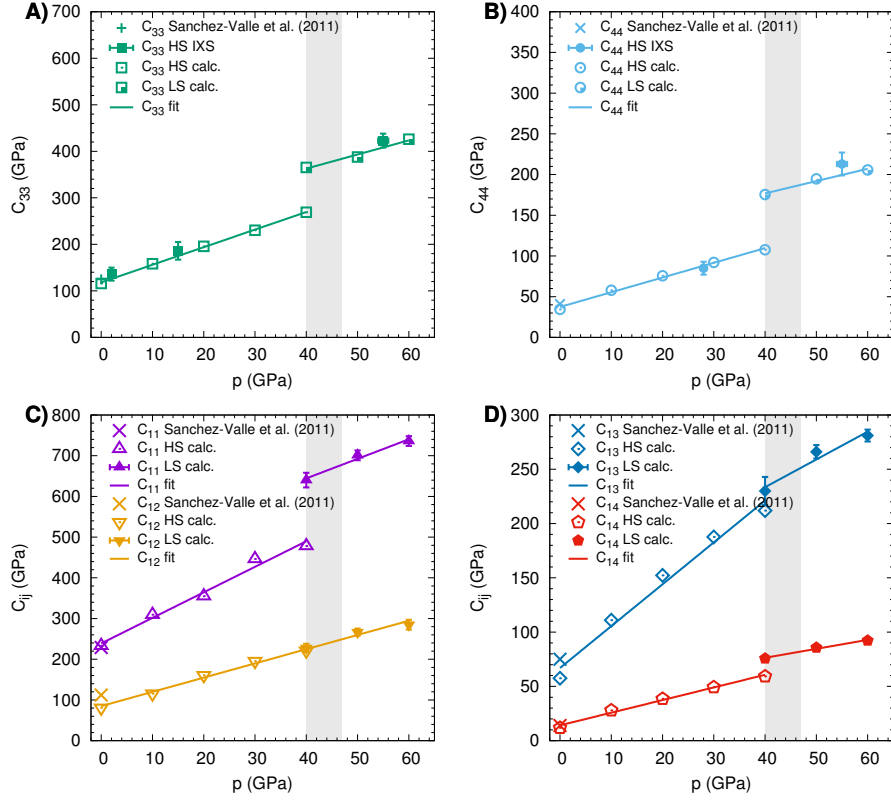 A)
700
600
500
400
300
200
100
0
C33 (GPa)
C33 Sanchez-Valle et al. (2011)
C33 HS IXS
C33 HS calc.
C33 LS calc.
C33 fit
0 10 20 30 40 50 60
p (GPa)
B)
400
350
300
250
200
150
100
50
0
C44 (GPa)
C44 Sanchez-Valle et al. (2011)
C44 HS IXS
C44 HS calc.
C44 LS calc.
C44 fit
0 10 20 30 40 50 60
p (GPa)
C)
800
700
600
500
400
300
200
100
0
Cij (GPa)
C11 Sanchez-Valle et al. (2011)
C11 HS calc.
C11 LS calc.
C11 fit
C12 Sanchez-Valle et al. (2011)
C12 HS calc.
C12 LS calc.
C12 fit
0 10 20 30 40 50 60
p (GPa)
D)
300
250
200
150
100
50
0
Cij (GPa)
C13 Sanchez-Valle et al. (2011)
C13 HS calc.
C13 LS calc.
C13 fit
C14 Sanchez-Valle et al. (2011)
C14 HS calc.
C14 LS calc.
C14 fit
0 10 20 30 40 50 60
p (GPa)